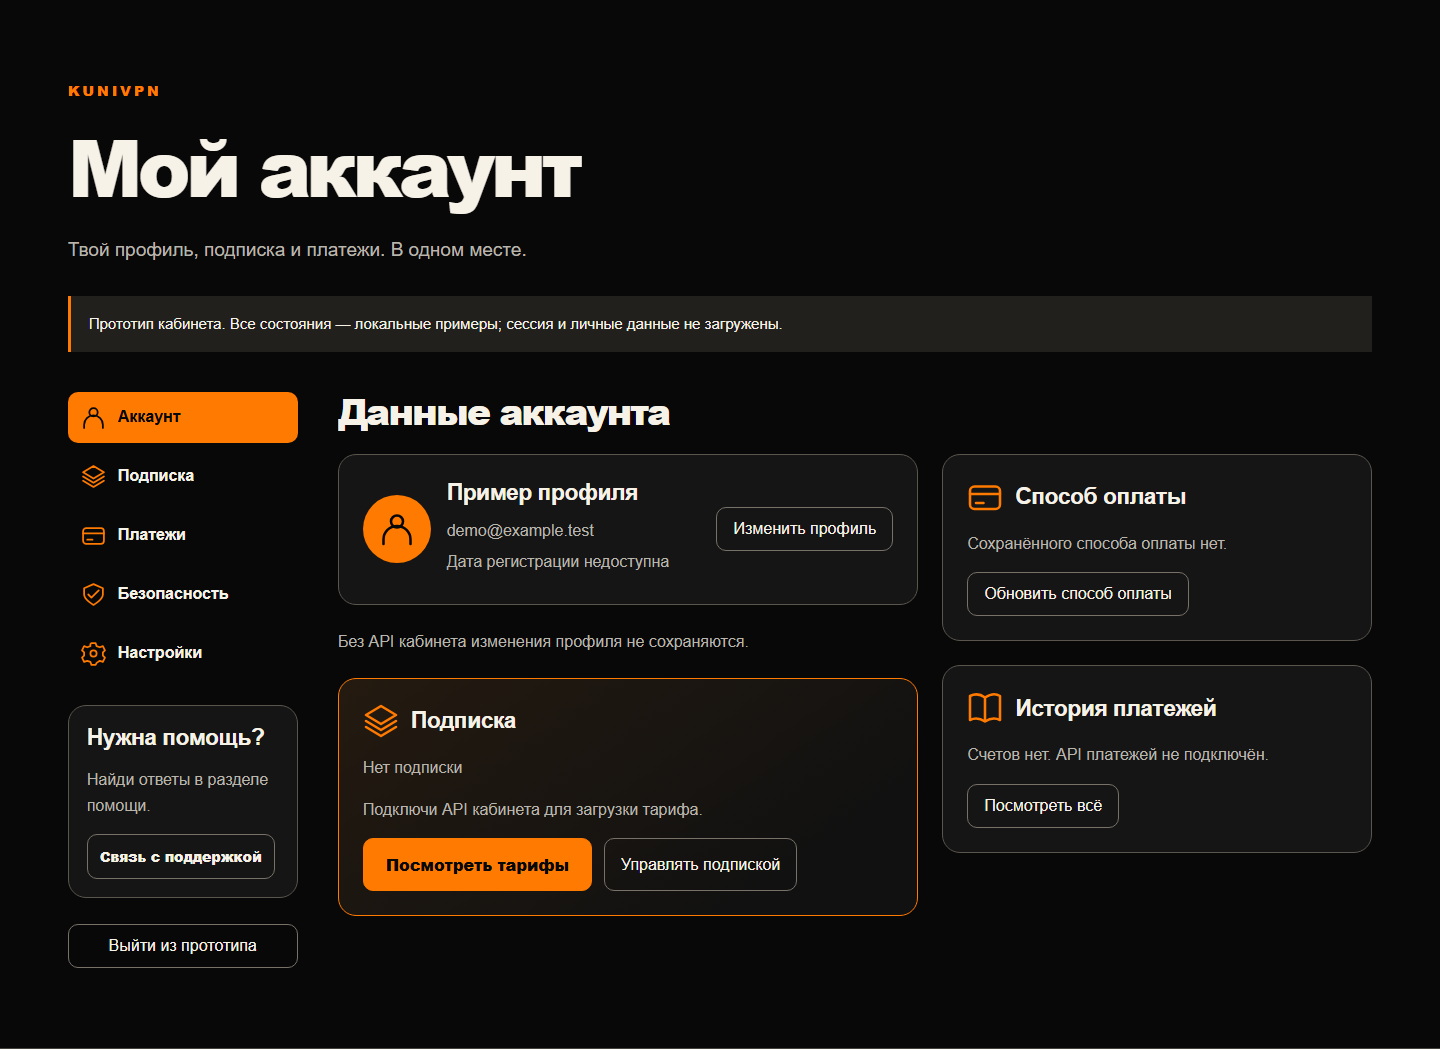 KUNIVPN
Мой аккаунт
Твой профиль, подписка и платежи. В одном месте.
Прототип кабинета. Все состояния — локальные примеры; сессия и личные данные не загружены.
Аккаунт
Подписка
Платежи
Безопасность
Настройки
Нужна помощь?
Найди ответы в разделе
помощи.
Связь с поддержкой
Выйти из прототипа
Данные аккаунта
Пример профиля
demo@example.test
Дата регистрации недоступна
Изменить профиль
Без API кабинета изменения профиля не сохраняются.
Подписка
Нет подписки
Подключи API кабинета для загрузки тарифа.
Посмотреть тарифы
Управлять подпиской
Способ оплаты
Сохранённого способа оплаты нет.
Обновить способ оплаты
История платежей
Счетов нет. API платежей не подключён.
Посмотреть всё